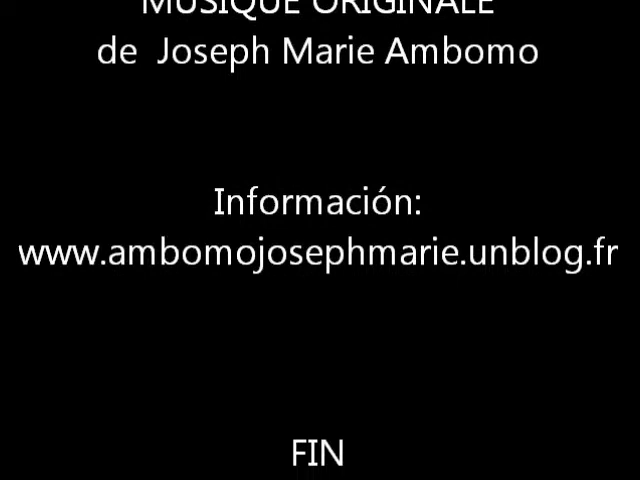 MUSIQUE ORIGINALE
de Joseph Marie Ambomo
Información:
www.ambomojosephmarie.unblog.fr
FIN